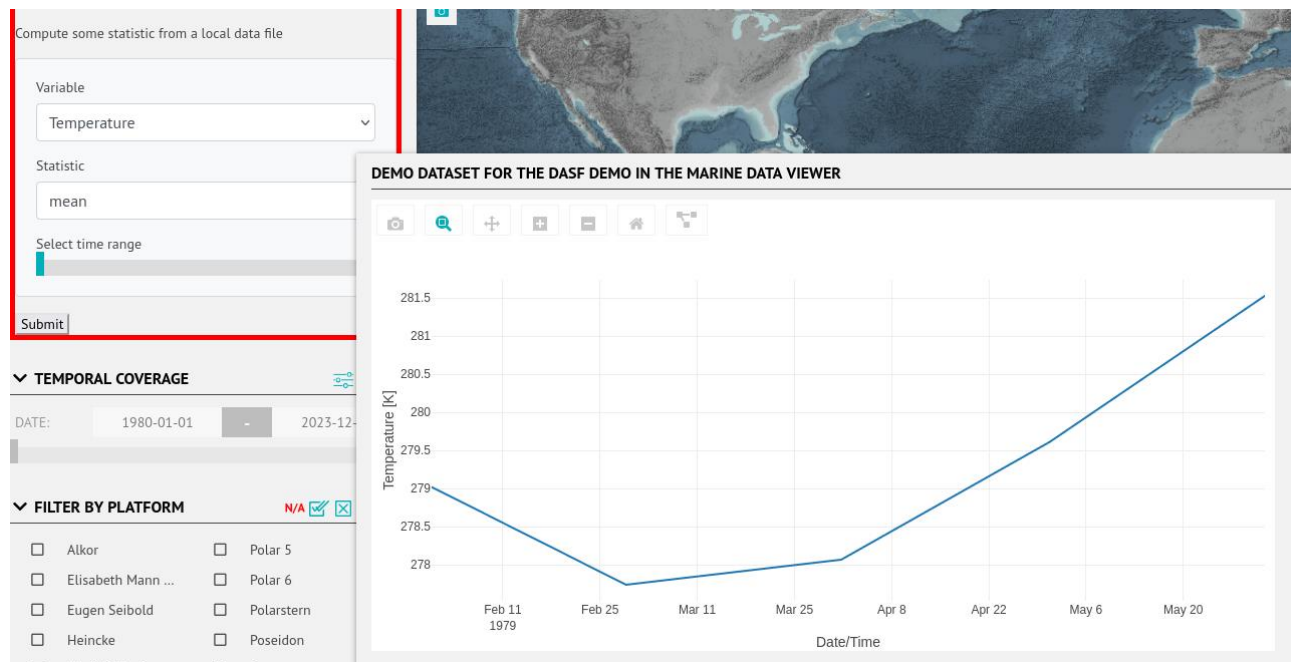 Compute some statistic from a local data file
Variable
Temperature
Statistic
mean
Select time range
Submit
TEMPORAL COVERAGE
DATE: 1980-01-01 - 2023-12-
FILTER BY PLATFORM N/A
Alkor Polar 5
Elisabeth Mann ... Polar 6
Eugen Seibold Polarstern
Heincke Poseidon
DEMO DATASET FOR THE DASF DEMO IN THE MARINE DATA VIEWER
281.5
281
280.5
280
279.5
279
278.5
278
Temperature [K]
Feb 11 Feb 25 Mar 11 Mar 25 Apr 8 Apr 22 May 6 May 20
1979
Date/Time